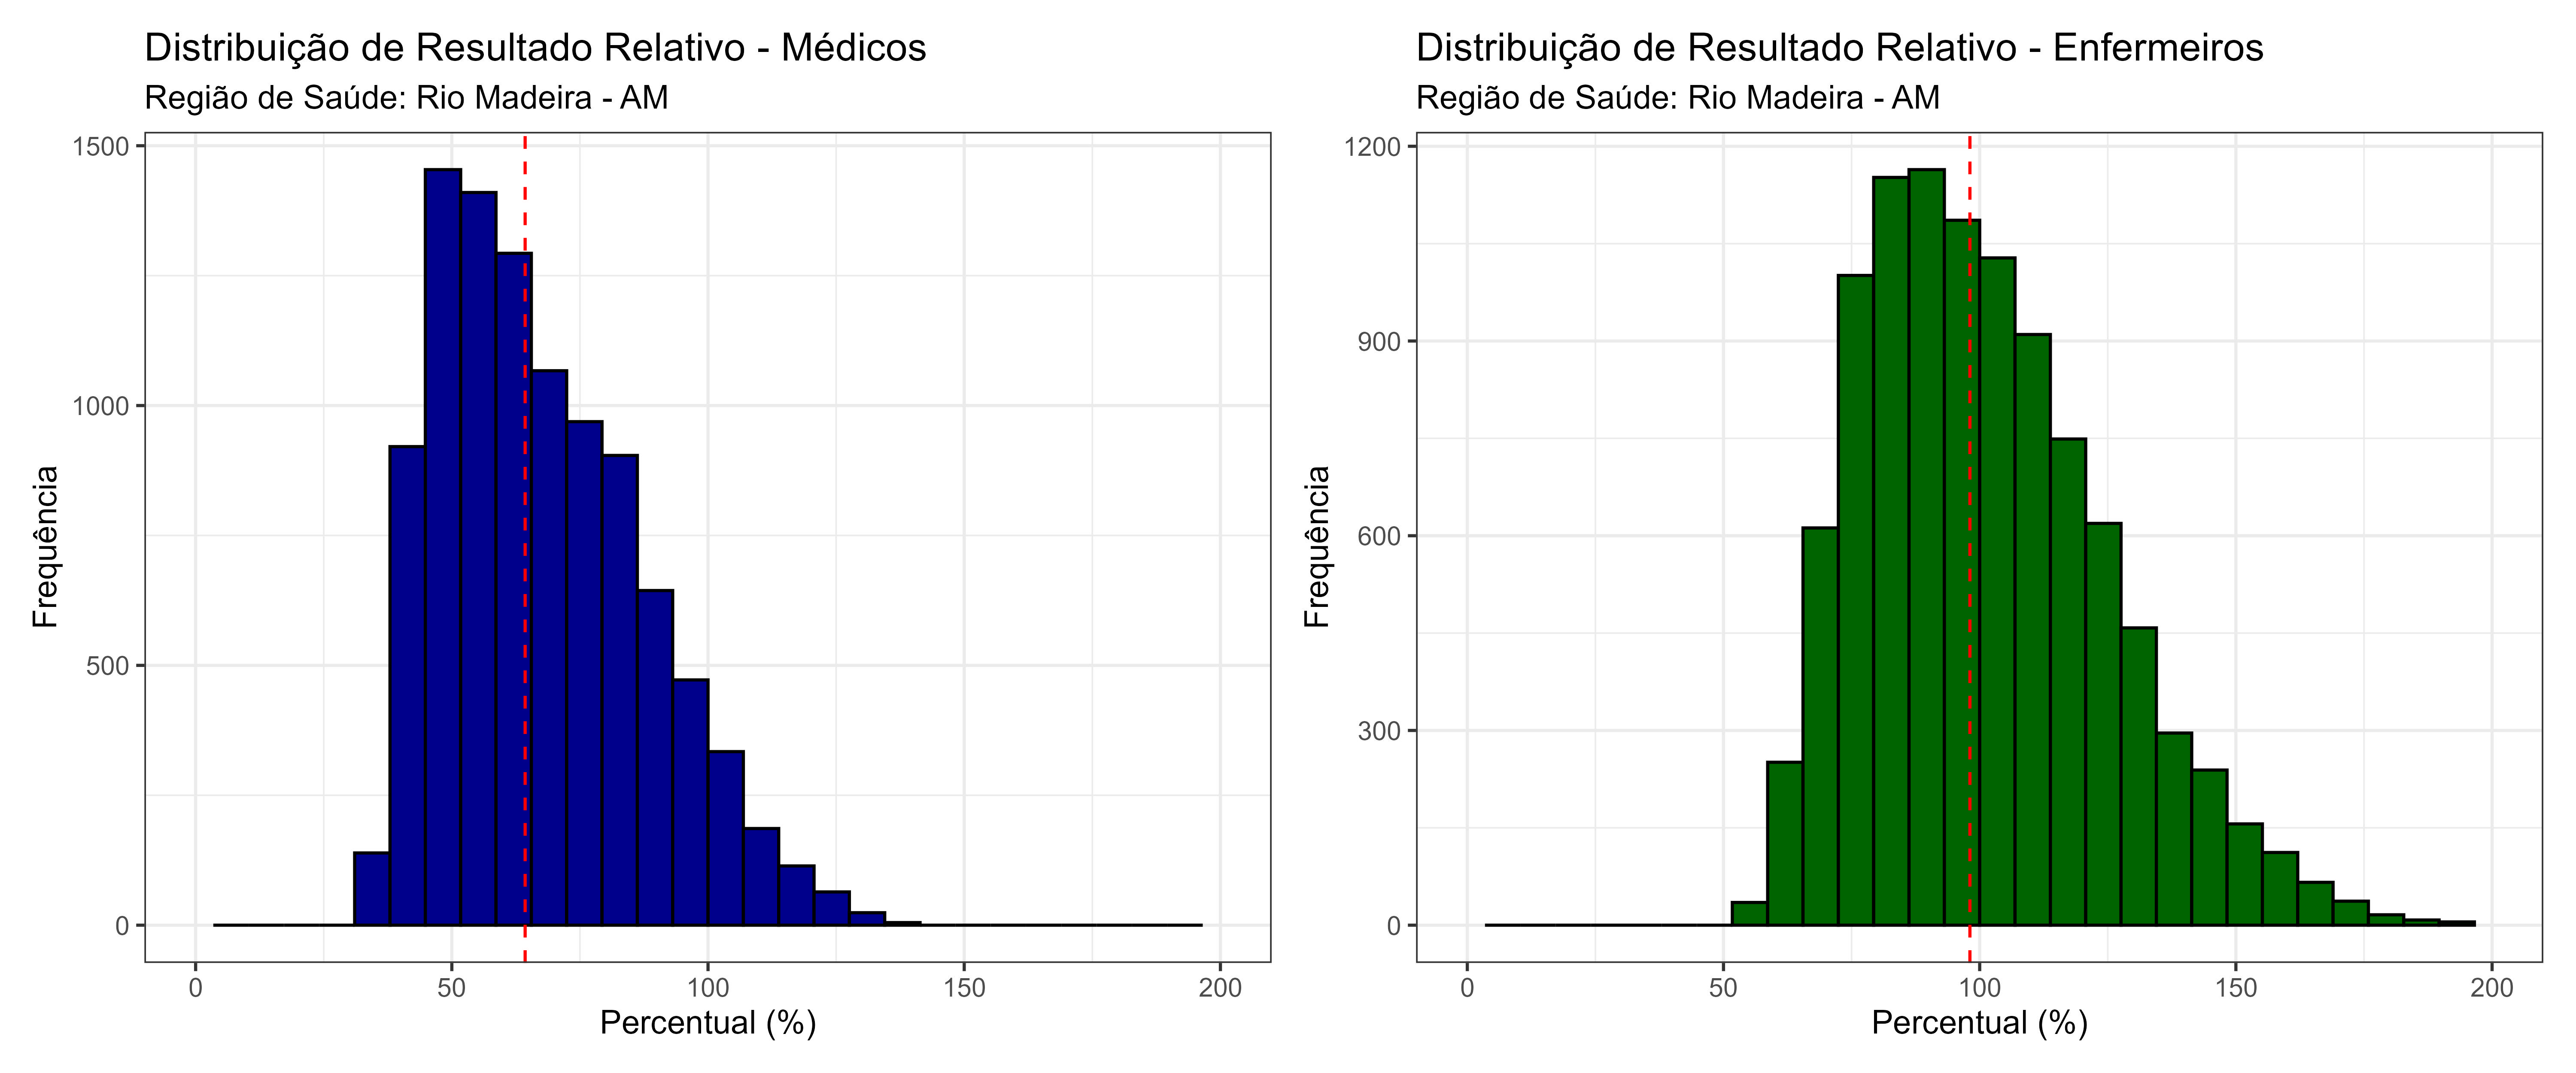 Distribuição de Resultado Relativo - Médicos
Região de Saúde: Rio Madeira - AM
1500
1000
500
0
Frequência
0 50 100 150 200
Percentual (%)
Distribuição de Resultado Relativo - Enfermeiros
Região de Saúde: Rio Madeira - AM
1200
900
600
300
0
Frequência
0 50 100 150 200
Percentual (%)